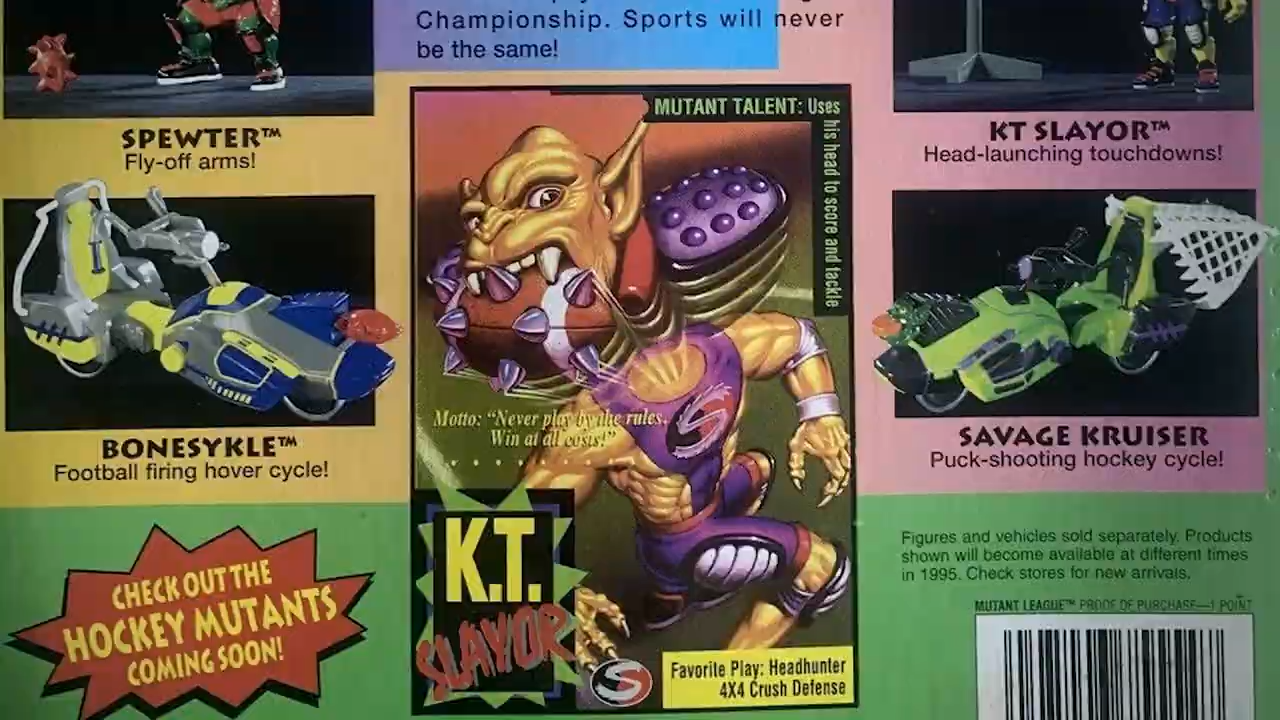 Championship. Sports will never
be the same!
SPEWTER™
Fly-off arms!
BONESYKLE™
Football firing hover cycle!
CHECK OUT THE
HOCKEY MUTANTS
COMING SOON!
MUTANT TALENT: Uses
his head to score and tackle
Motto: “Never play by the rules.
Win at all costs!”
K.T.
SLAYOR
S
S
Favorite Play: Headhunter
4X4 Crush Defense
KT SLAYOR™
Head-launching touchdowns!
SAVAGE KRUISER
Puck-shooting hockey cycle!
Figures and vehicles sold separately. Products
shown will become available at different times
in 1995. Check stores for new arrivals.
MUTANT LEAGUE™ PROOF OF PURCHASE—1 POINT